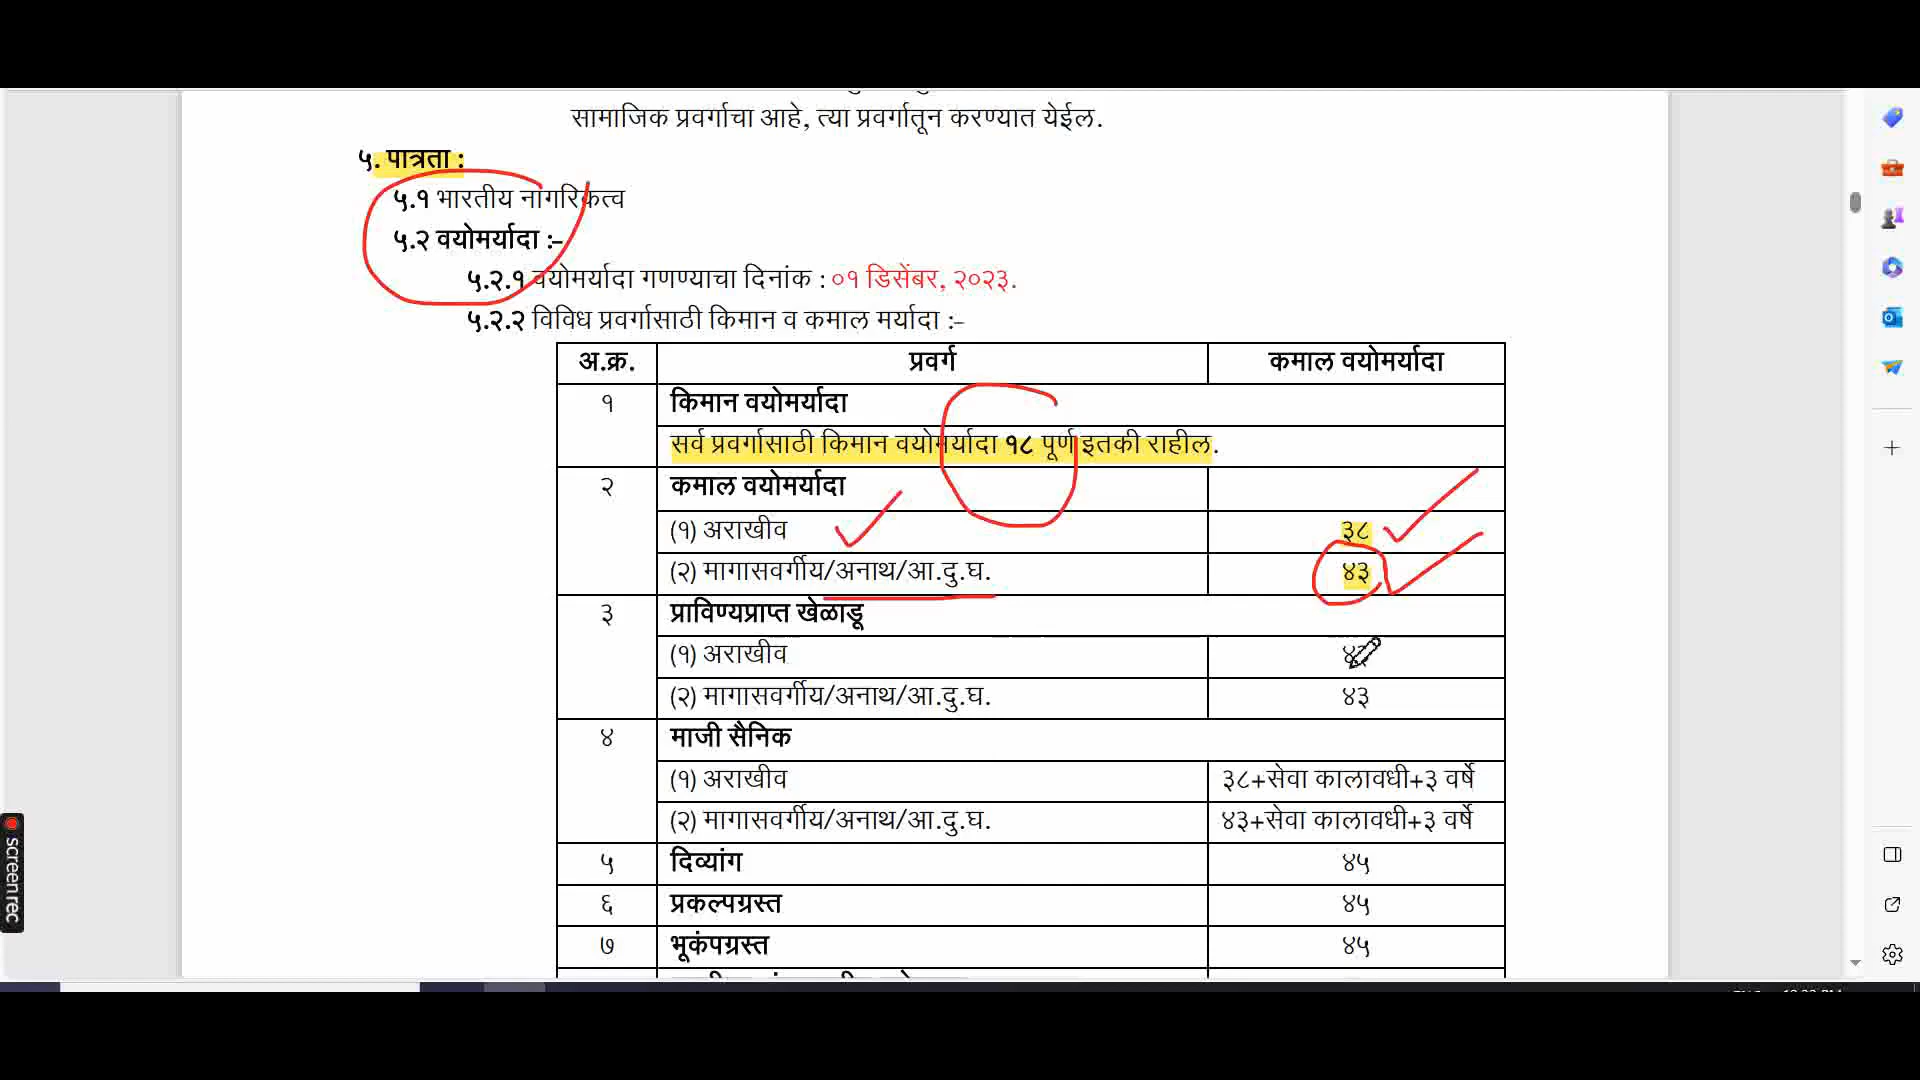 सामाजिक प्रवर्गाचा आहे, त्या प्रवर्गातून करण्यात येईल.
५. पात्रता :
५.१ भारतीय नागरिकत्व
५.२ वयोमर्यादा :-
५.२.१ वयोमर्यादा गणण्याचा दिनांक : ०१ डिसेंबर, २०२३.
५.२.२ विविध प्रवर्गासाठी किमान व कमाल मर्यादा :-
अ.क्र. प्रवर्ग कमाल वयोमर्यादा
१ किमान वयोमर्यादा
सर्व प्रवर्गासाठी किमान वयोमर्यादा १८ पूर्ण इतकी राहील.
२ कमाल वयोमर्यादा
(१) अराखीव ३८
(२) मागासवर्गीय/अनाथ/आ.दु.घ. ४३
३ प्राविण्यप्राप्त खेळाडू
(१) अराखीव
(२) मागासवर्गीय/अनाथ/आ.दु.घ. ४३
४ माजी सैनिक
(१) अराखीव ३८+सेवा कालावधी+३ वर्षे
(२) मागासवर्गीय/अनाथ/आ.दु.घ. ४३+सेवा कालावधी+३ वर्षे
५ दिव्यांग ४५
६ प्रकल्पग्रस्त ४५
७ भूकंपग्रस्त ४५
screen rec